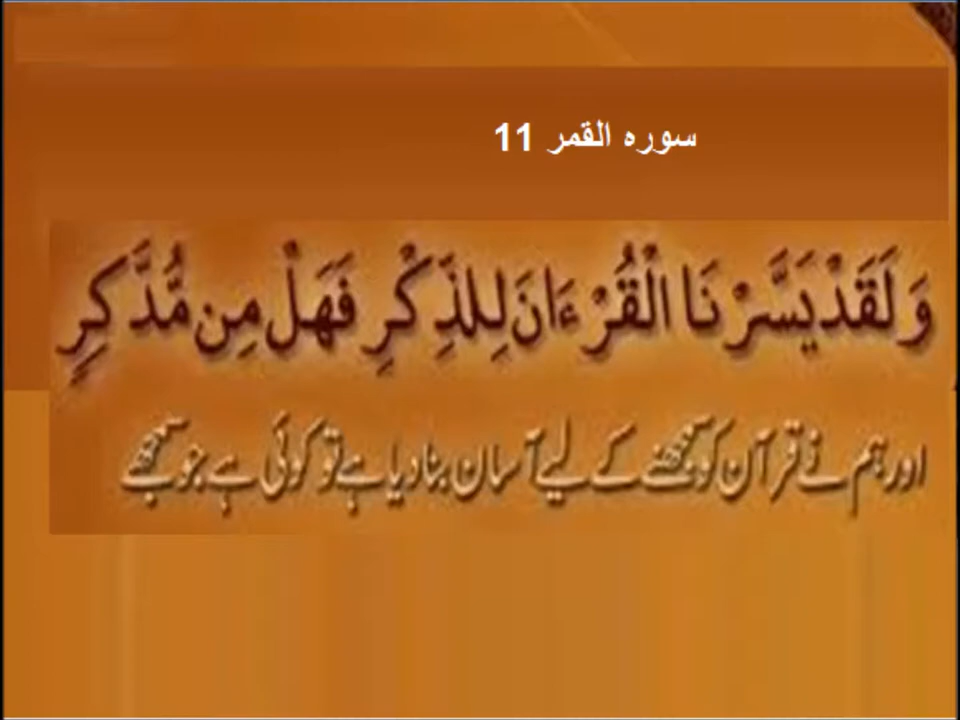 سورہ القمر 11
وَلَقَدْ يَسَّرْنَا الْقُرْءَانَ لِلذِّكْرِ فَهَلْ مِن مُّدَّكِرٍ
اور ہم نے قرآن کو سمجھنے کے لیے آسان بنا دیا ہے تو کوئی ہے جو سمجھے